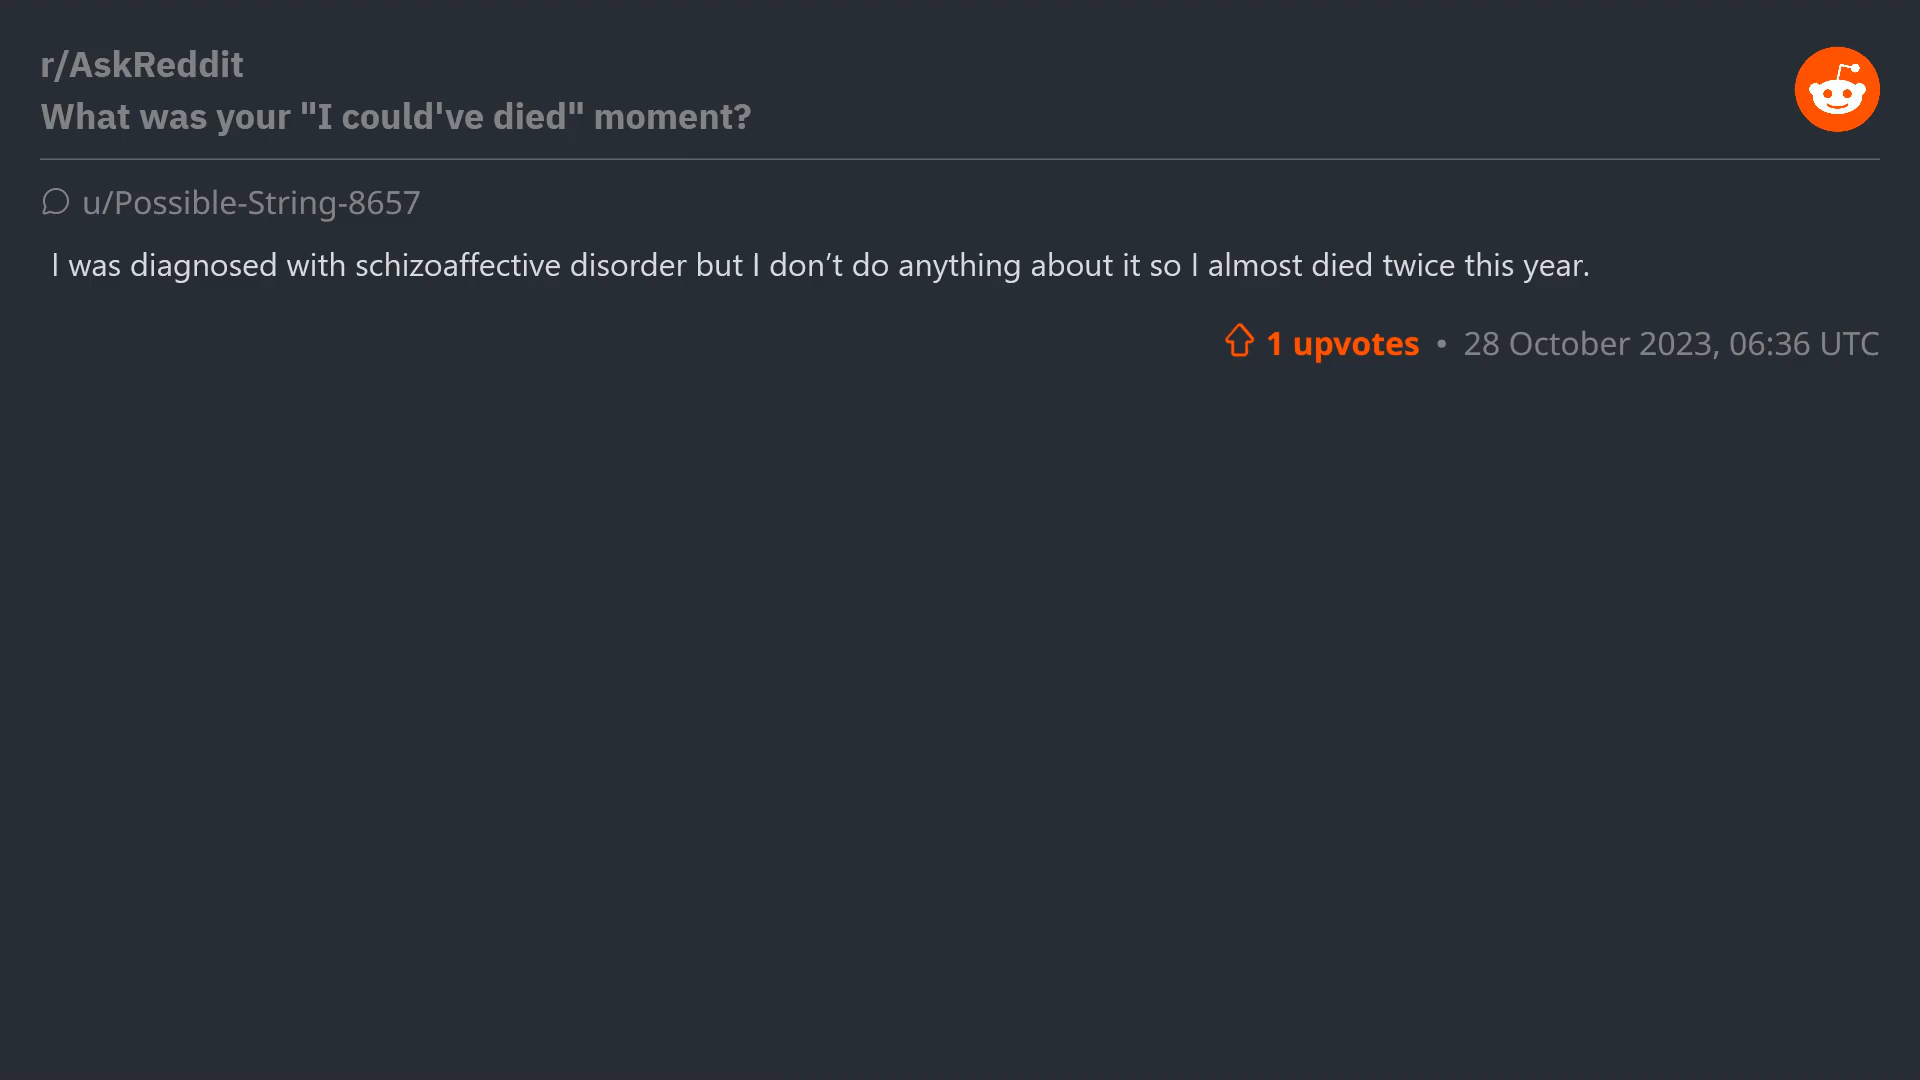 r/AskReddit
What was your "I could've died" moment?
u/Possible-String-8657
I was diagnosed with schizoaffective disorder but I don’t do anything about it so I almost died twice this year.
1 upvotes • 28 October 2023, 06:36 UTC